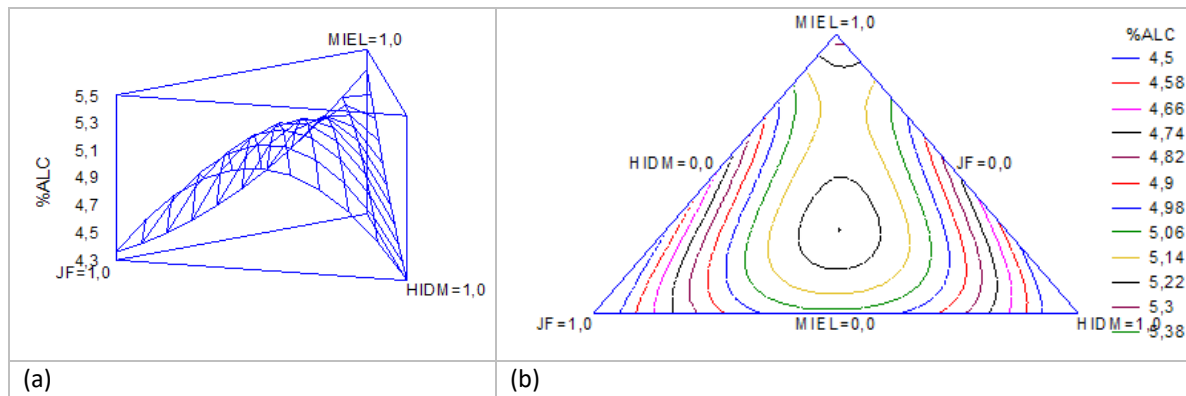 MIEL=1,0
5,5
5,3
5,1
4,9
4,7
4,5
4,3
%ALC
JF=1,0
HIDM=1,0
(a)
MIEL=1,0
HIDM=0,0
JF=0,0
JF=1,0
MIEL=0,0
HIDM=1,0
%ALC
4,5
4,58
4,66
4,74
4,82
4,9
4,98
5,06
5,14
5,22
5,3
5,38
(b)